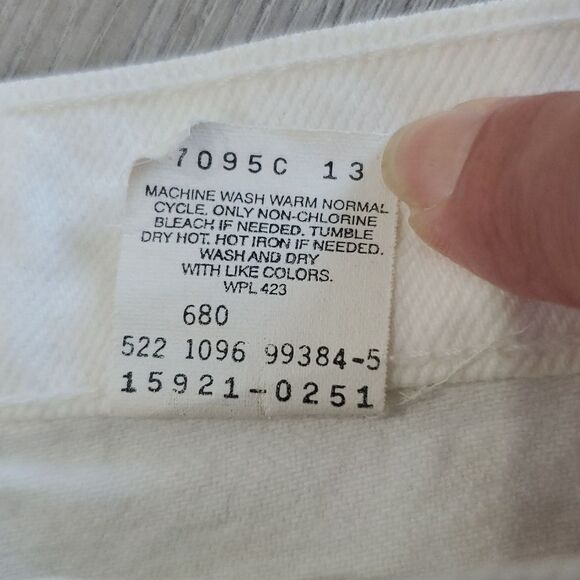 7095C 13
MACHINE WASH WARM NORMAL
CYCLE. ONLY NON-CHLORINE
BLEACH IF NEEDED. TUMBLE
DRY HOT. HOT IRON IF NEEDED.
WASH AND DRY
WITH LIKE COLORS.
WPL 423
680
522 1096 99384-5
15921-0251